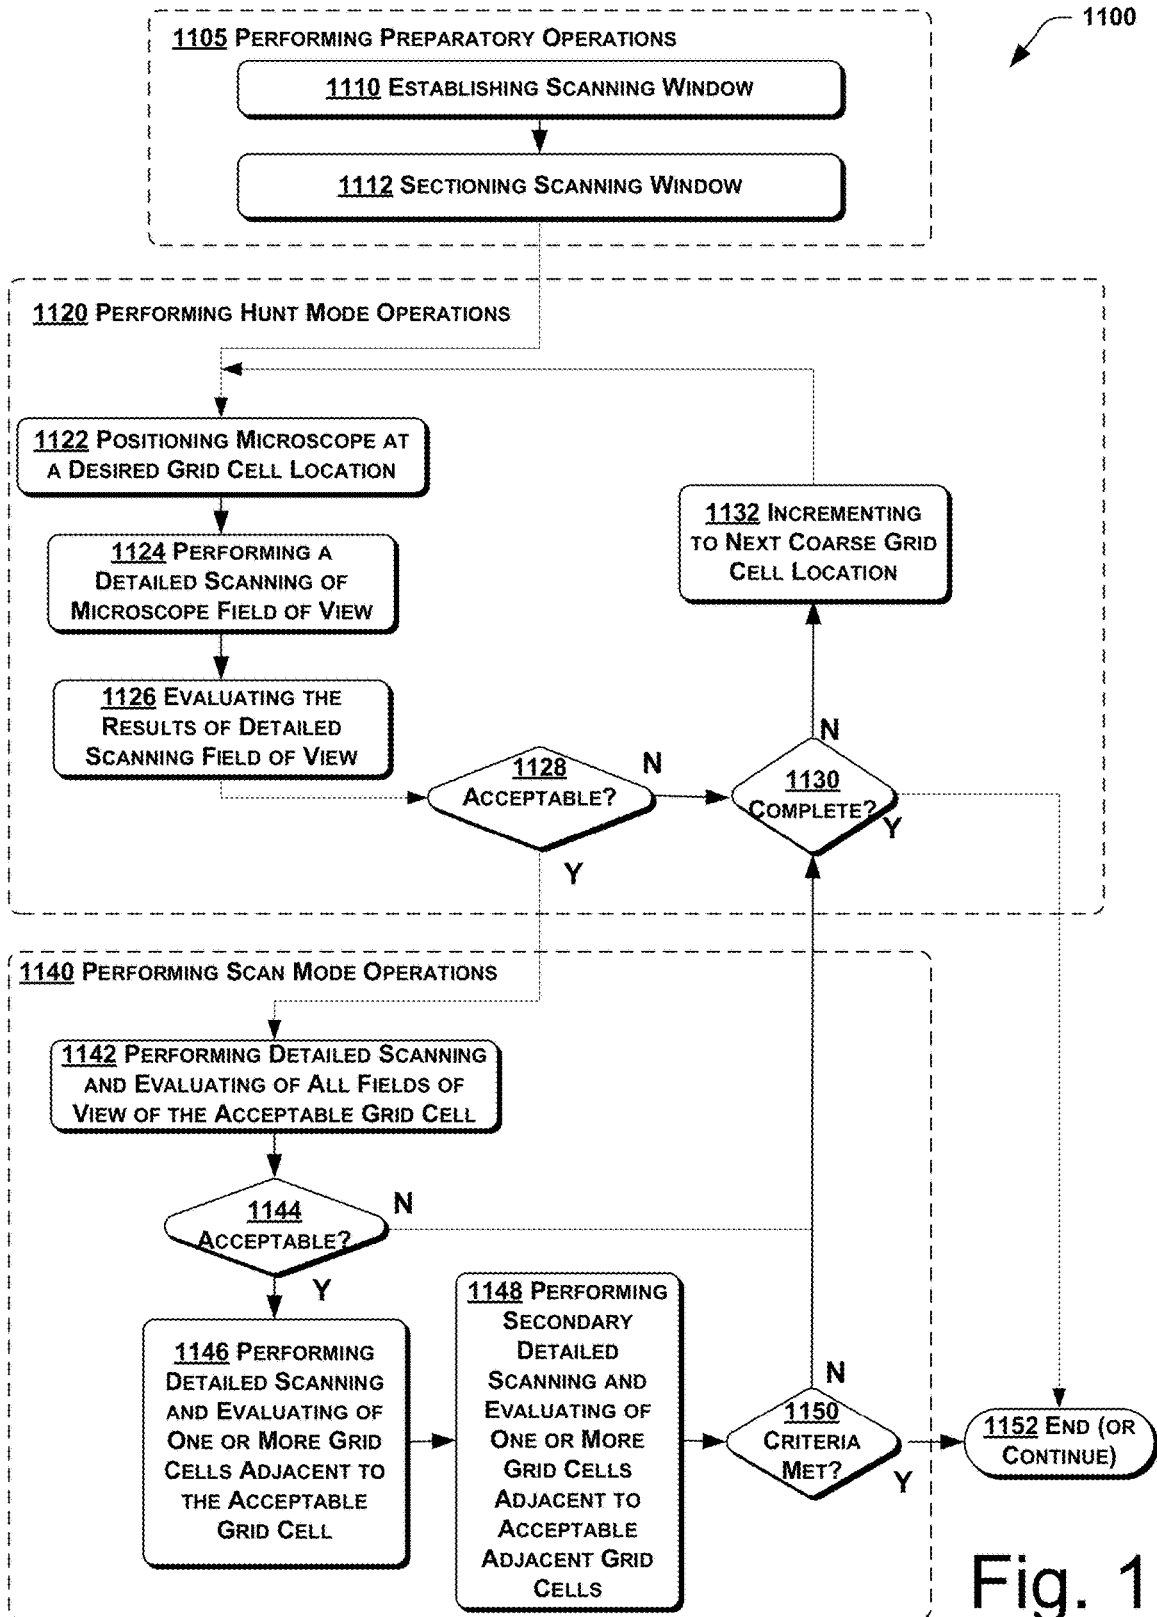 1100
1105 PERFORMING PREPARATORY OPERATIONS
1110 ESTABLISHING SCANNING WINDOW
1112 SECTIONING SCANNING WINDOW
1120 PERFORMING HUNT MODE OPERATIONS
1122 POSITIONING MICROSCOPE AT
A DESIRED GRID CELL LOCATION
1124 PERFORMING A
DETAILED SCANNING OF
MICROSCOPE FIELD OF VIEW
1126 EVALUATING THE
RESULTS OF DETAILED
SCANNING FIELD OF VIEW
1128
ACCEPTABLE?
N
Y
1130
COMPLETE?
N
Y
1132 INCREMENTING
TO NEXT COARSE GRID
CELL LOCATION
1140 PERFORMING SCAN MODE OPERATIONS
1142 PERFORMING DETAILED SCANNING
AND EVALUATING OF ALL FIELDS OF
VIEW OF THE ACCEPTABLE GRID CELL
1144
ACCEPTABLE?
N
Y
1146 PERFORMING
DETAILED SCANNING
AND EVALUATING OF
ONE OR MORE GRID
CELLS ADJACENT TO
THE ACCEPTABLE
GRID CELL
1148 PERFORMING
SECONDARY
DETAILED
SCANNING AND
EVALUATING OF
ONE OR MORE
GRID CELLS
ADJACENT TO
ACCEPTABLE
ADJACENT GRID
CELLS
1150
CRITERIA
MET?
N
Y
1152 END (OR
CONTINUE)
Fig. 1